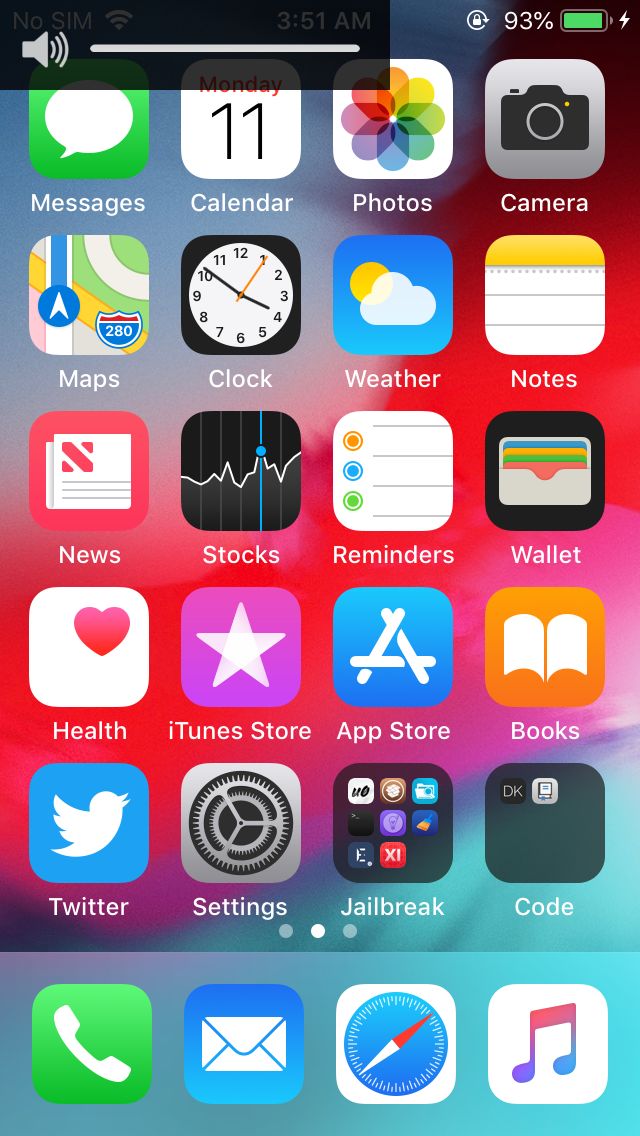 No SIM 3:51 AM 93%
Monday
11
Messages Calendar Photos Camera
12
11 1
10 2
9 3
8 4
7 5
6
280
Maps Clock Weather Notes
News Stocks Reminders Wallet
Health iTunes Store App Store Books
u0 DK
>_
E XI
Twitter Settings Jailbreak Code